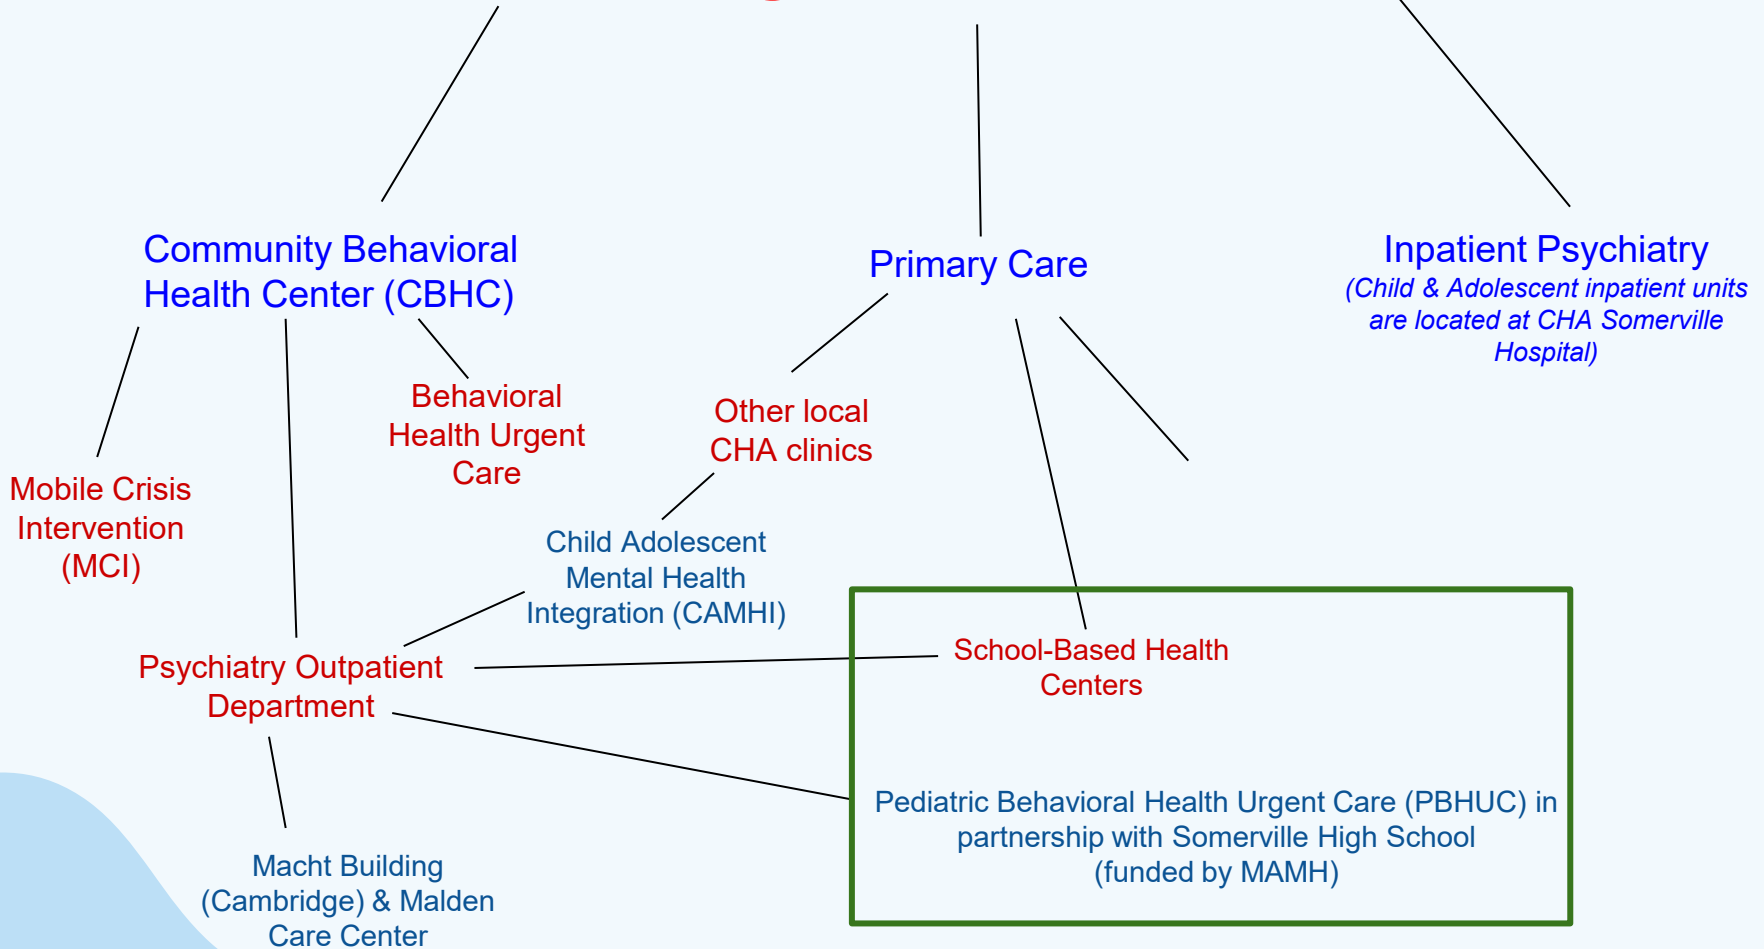 Community Behavioral
Health Center (CBHC)
Primary Care
Inpatient Psychiatry
(Child & Adolescent inpatient units
are located at CHA Somerville
Hospital)
Behavioral
Health Urgent
Care
Other local
CHA clinics
Mobile Crisis
Intervention
(MCI)
Child Adolescent
Mental Health
Integration (CAMHI)
Psychiatry Outpatient
Department
School-Based Health
Centers
Pediatric Behavioral Health Urgent Care (PBHUC) in
partnership with Somerville High School
(funded by MAMH)
Macht Building
(Cambridge) & Malden
Care Center